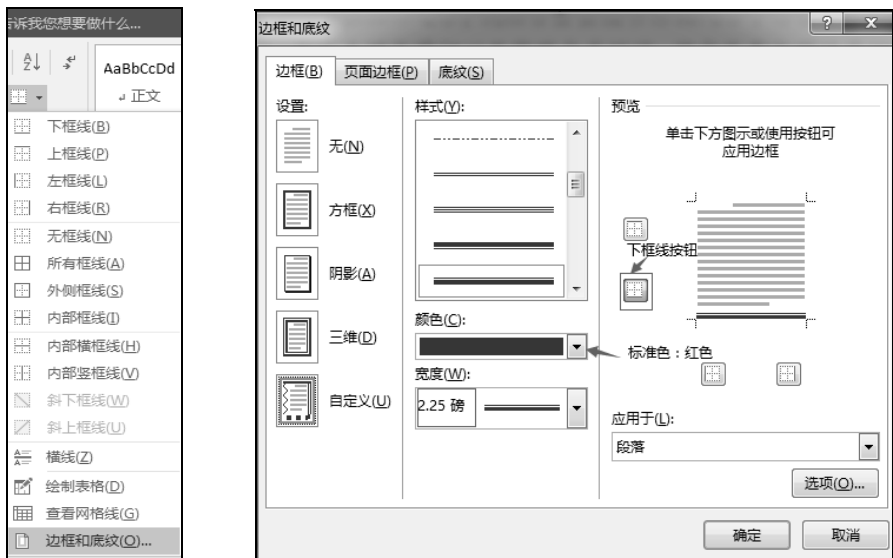 告诉我您想要做什么...
AaBbCcDd
正文
下框线(B)
上框线(P)
左框线(L)
右框线(R)
无框线(N)
所有框线(A)
外侧框线(S)
内部框线(I)
内部横框线(H)
内部竖框线(V)
斜下框线(W)
斜上框线(U)
横线(Z)
绘制表格(D)
查看网格线(G)
边框和底纹(O)...
边框和底纹
? X
边框(B) 页面边框(P) 底纹(S)
设置:
无(N)
方框(X)
阴影(A)
三维(D)
自定义(U)
样式(Y):
颜色(C):
宽度(W):
2.25 磅
预览
单击下方图示或使用按钮可
应用边框
下框线按钮
标准色：红色
应用于(L):
段落
选项(O)...
确定 取消